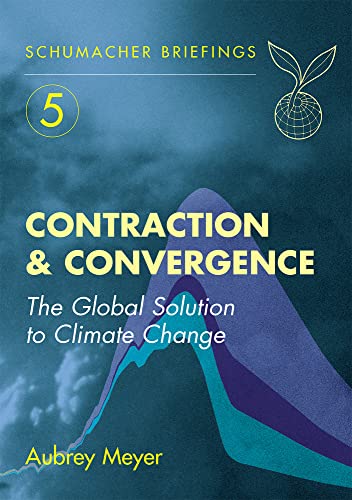 SCHUMACHER BRIEFINGS
5
CONTRACTION
& CONVERGENCE
The Global Solution
to Climate Change
Aubrey Meyer